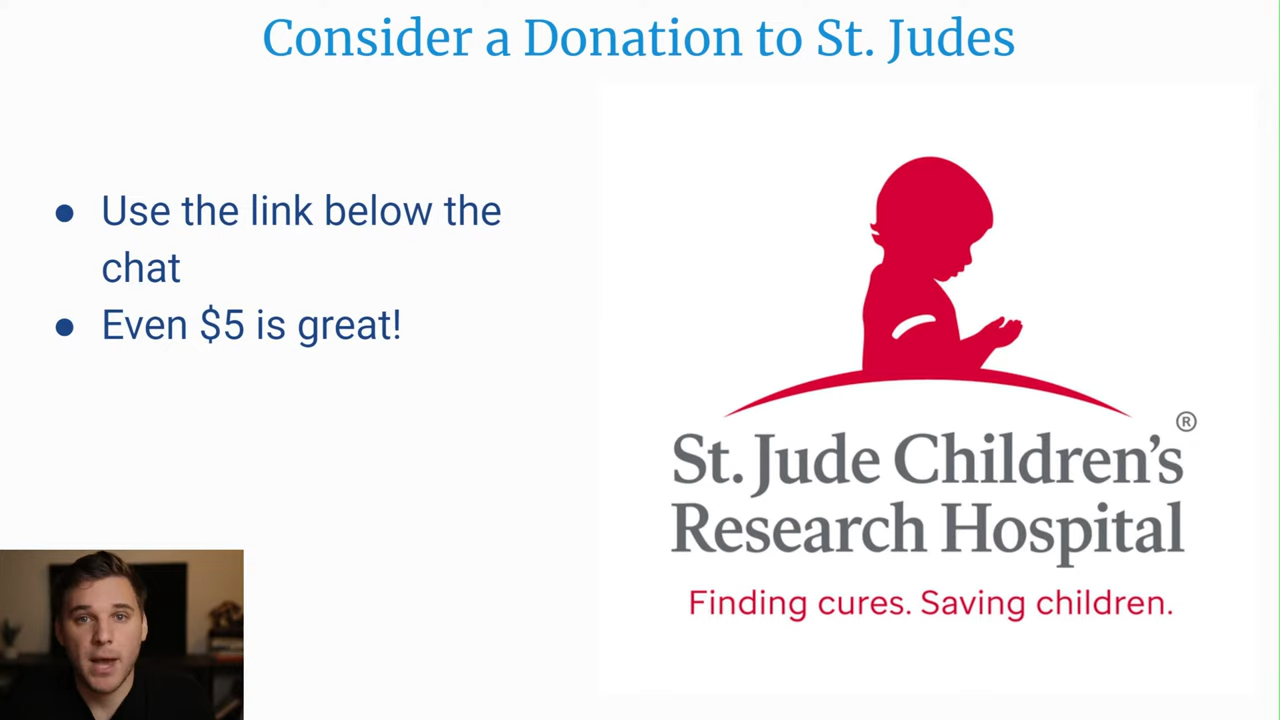 Consider a Donation to St. Judes
● Use the link below the
chat
● Even $5 is great!
St. Jude Children's
Research Hospital
®
Finding cures. Saving children.